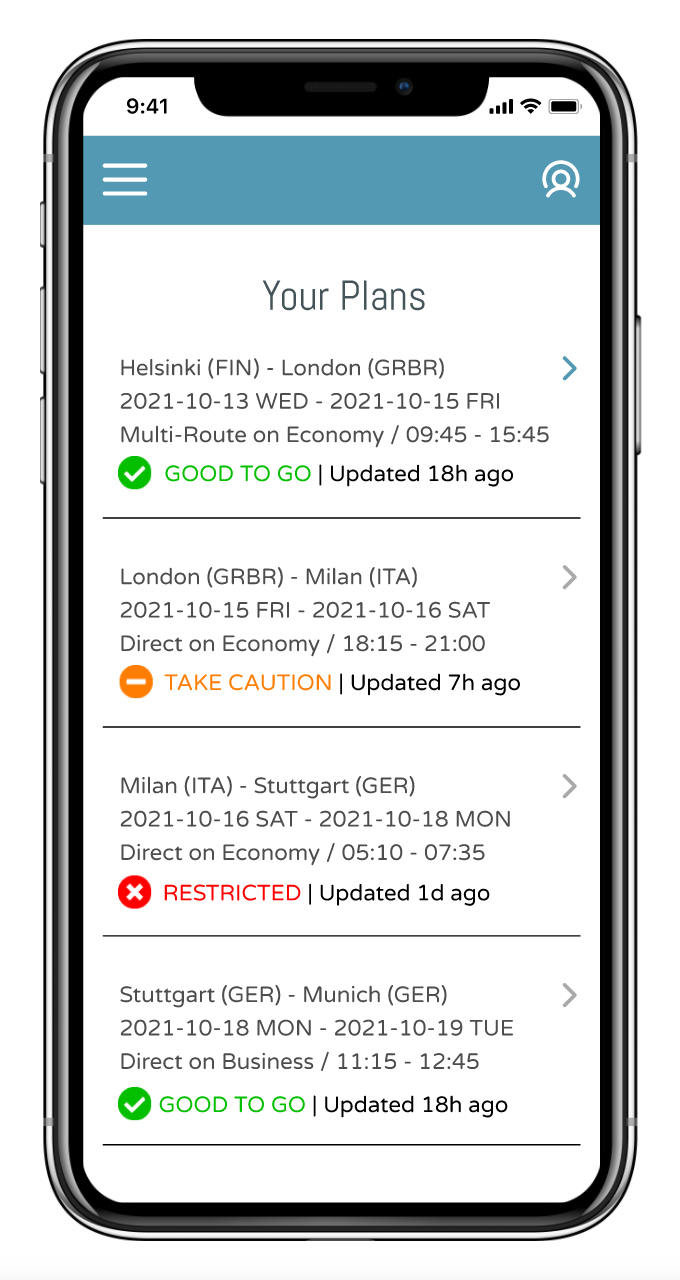 9:41
Your Plans
Helsinki (FIN) - London (GRBR)
2021-10-13 WED - 2021-10-15 FRI
Multi-Route on Economy / 09:45 - 15:45
GOOD TO GO | Updated 18h ago
London (GRBR) - Milan (ITA)
2021-10-15 FRI - 2021-10-16 SAT
Direct on Economy / 18:15 - 21:00
TAKE CAUTION | Updated 7h ago
Milan (ITA) - Stuttgart (GER)
2021-10-16 SAT - 2021-10-18 MON
Direct on Economy / 05:10 - 07:35
RESTRICTED | Updated 1d ago
Stuttgart (GER) - Munich (GER)
2021-10-18 MON - 2021-10-19 TUE
Direct on Business / 11:15 - 12:45
GOOD TO GO | Updated 18h ago